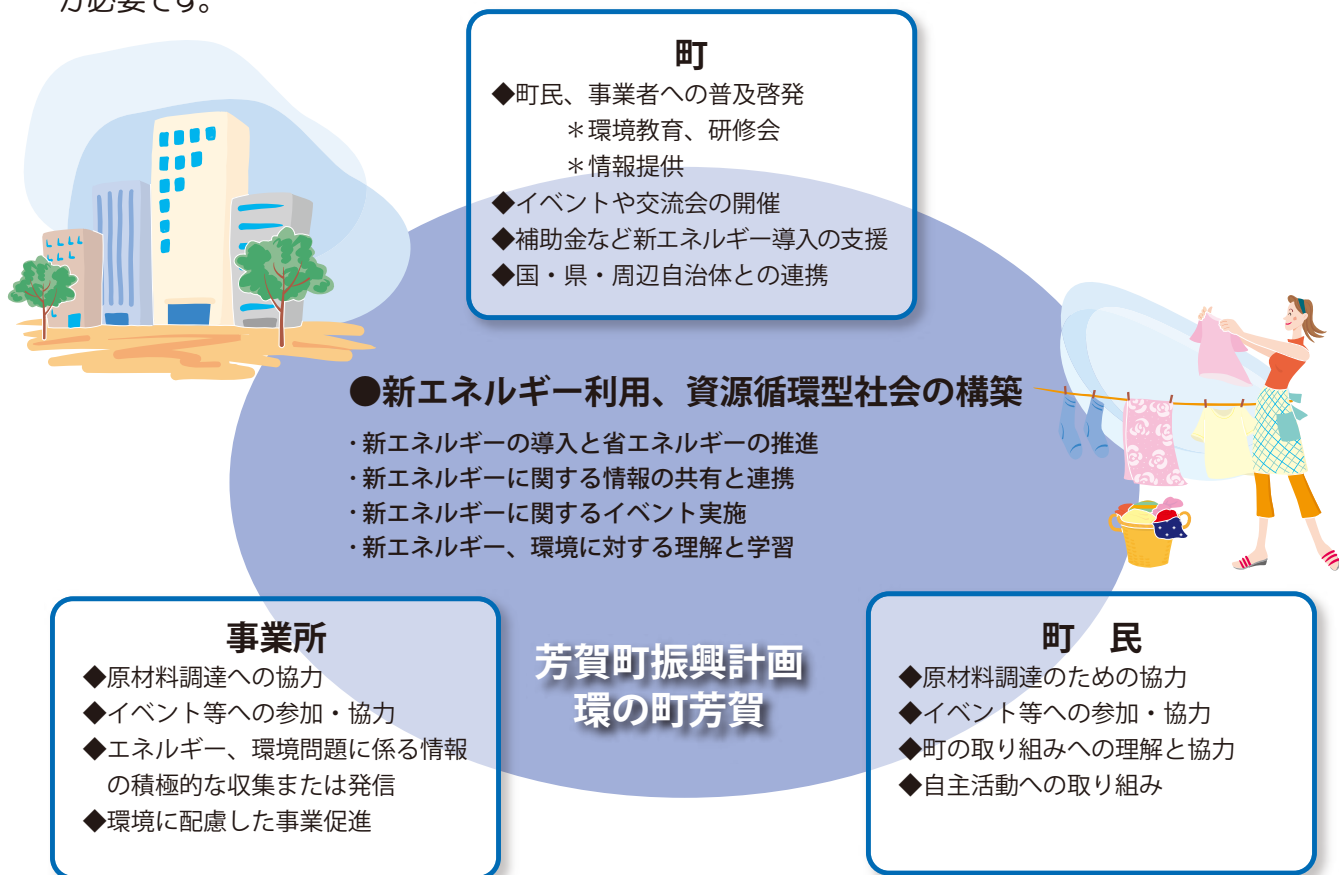 が必要です。
町
◆町民、事業者への普及啓発
＊環境教育、研修会
＊情報提供
◆イベントや交流会の開催
◆補助金など新エネルギー導入の支援
◆国・県・周辺自治体との連携
●新エネルギー利用、資源循環型社会の構築
・新エネルギーの導入と省エネルギーの推進
・新エネルギーに関する情報の共有と連携
・新エネルギーに関するイベント実施
・新エネルギー、環境に対する理解と学習
事業所
◆原材料調達への協力
◆イベント等への参加・協力
◆エネルギー、環境問題に係る情報
の積極的な収集または発信
◆環境に配慮した事業促進
芳賀町振興計画
環の町芳賀
町　民
◆原材料調達のための協力
◆イベント等への参加・協力
◆町の取り組みへの理解と協力
◆自主活動への取り組み